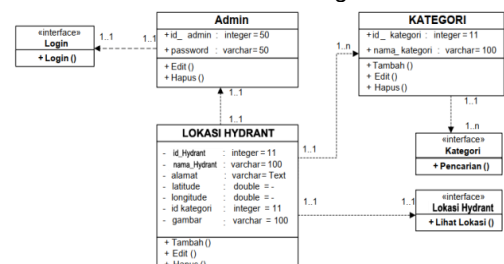 Admin
+id_ admin : integer = 50
+ password : varchar= 50
+ Edit ()
+ Hapus ()
«interface»
Login
+ Login ()
1..1
1..1
KATEGORI
+id_ kategori : integer = 11
+ nama_ kategori : varchar= 100
+Tambah ()
+ Edit ()
+ Hapus ()
1..n
1..1
1..1
1..1
1..n
LOKASI HYDRANT
- id_Hydrant : integer = 11
- nama_Hydrant : varchar= 100
- alamat : varchar= Text
- latitude : double = -
- longitude : double = -
- id kategori : integer = 11
- gambar : varchar = 100
+ Tambah ()
+ Edit ()
+ Hapus ()
1..1
«interface»
Kategori
+ Pencarian ()
1..1
1..1
«interface»
Lokasi Hydrant
+ Lihat Lokasi ()